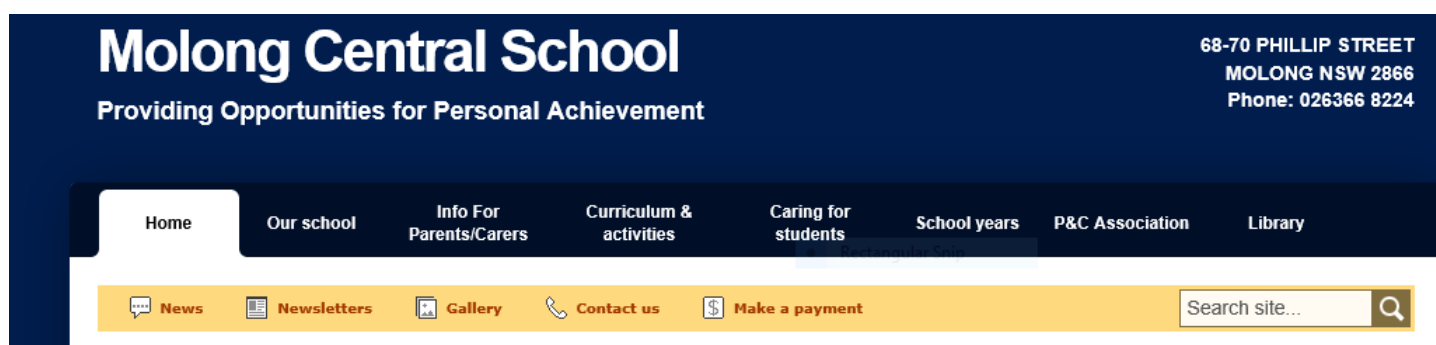 Molong Central School
Providing Opportunities for Personal Achievement
68-70 PHILLIP STREET
MOLONG NSW 2866
Phone: 026366 8224
Home
Our school
Info For
Parents/Carers
Curriculum &
activities
Caring for
students
School years
P&C Association
Library
Rectangular Snip
News
Newsletters
Gallery
Contact us
$ Make a payment
Search site...